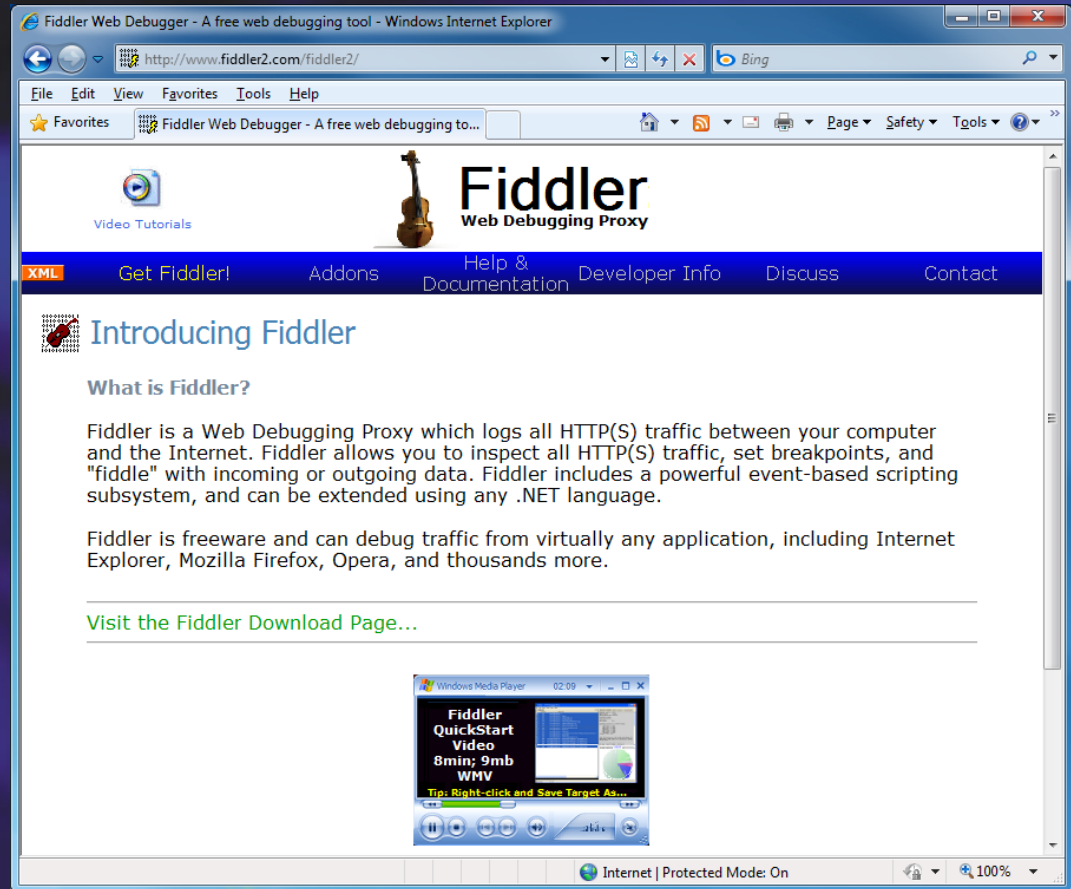 Fiddler Web Debugger - A free web debugging tool - Windows Internet Explorer
http://www.fiddler2.com/fiddler2/
Bing
File Edit View Favorites Tools Help
Favorites
Fiddler Web Debugger - A free web debugging to...
Page Safety Tools
Video Tutorials
Fiddler
Web Debugging Proxy
XML
Get Fiddler!
Addons
Help &
Documentation
Developer Info
Discuss
Contact
Introducing Fiddler
What is Fiddler?
Fiddler is a Web Debugging Proxy which logs all HTTP(S) traffic between your computer
and the Internet. Fiddler allows you to inspect all HTTP(S) traffic, set breakpoints, and
"fiddle" with incoming or outgoing data. Fiddler includes a powerful event-based scripting
subsystem, and can be extended using any .NET language.
Fiddler is freeware and can debug traffic from virtually any application, including Internet
Explorer, Mozilla Firefox, Opera, and thousands more.
Visit the Fiddler Download Page...
Windows Media Player 02:09
Fiddler
QuickStart
Video
8min; 9mb
WMV
Tip: Right-click and Save Target As...
Internet | Protected Mode: On
100%